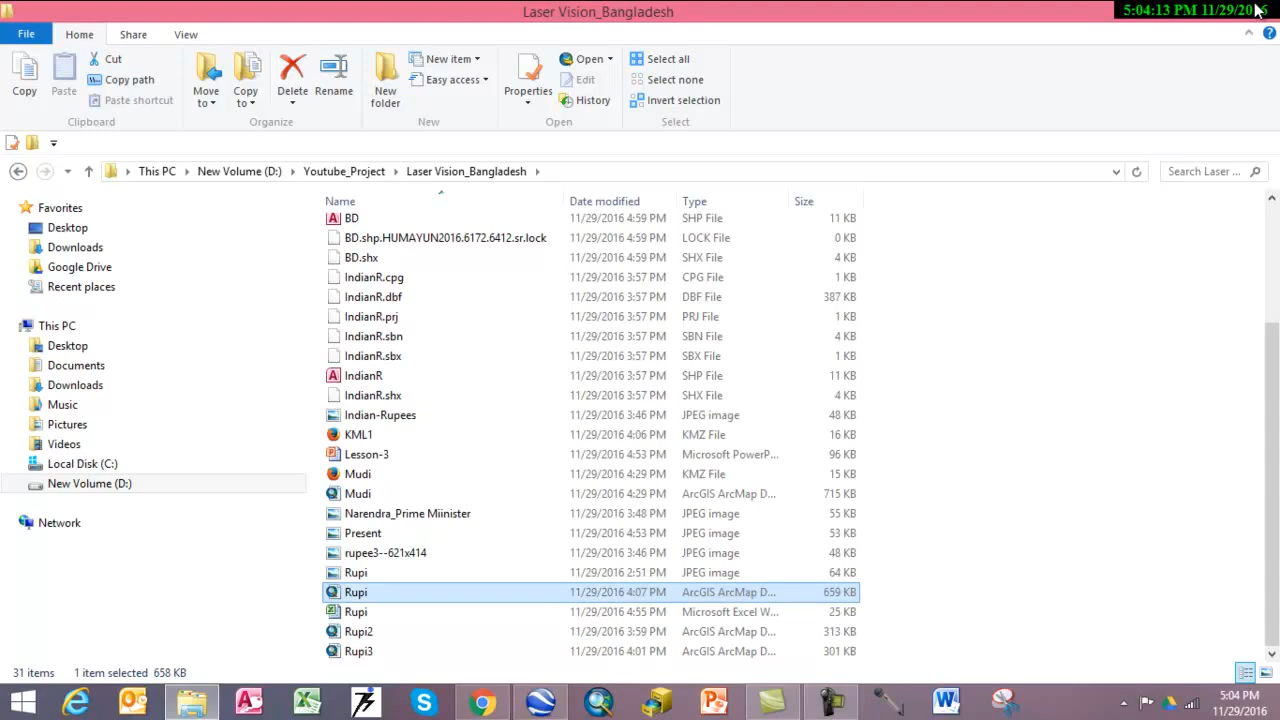 Laser Vision_Bangladesh
5:04:13 PM 11/29/2016
File
Home
Share
View
Copy
Paste
Cut
Copy path
Paste shortcut
Clipboard
Move to
Copy to
Delete
Rename
Organize
New folder
New item
Easy access
New
Properties
Open
Edit
History
Open
Select all
Select none
Invert selection
Select
This PC
New Volume (D:)
Youtube_Project
Laser Vision_Bangladesh
Search Laser ...
Favorites
Desktop
Downloads
Google Drive
Recent places
This PC
Desktop
Documents
Downloads
Music
Pictures
Videos
Local Disk (C:)
New Volume (D:)
Network
Name Date modified Type Size
BD 11/29/2016 4:59 PM SHP File 11 KB
BD.shp.HUMAYUN2016.6172.6412.sr.lock 11/29/2016 4:59 PM LOCK File 0 KB
BD.shx 11/29/2016 4:59 PM SHX File 4 KB
IndianR.cpg 11/29/2016 3:57 PM CPG File 1 KB
IndianR.dbf 11/29/2016 3:57 PM DBF File 387 KB
IndianR.prj 11/29/2016 3:57 PM PRJ File 1 KB
IndianR.sbn 11/29/2016 3:57 PM SBN File 4 KB
IndianR.sbx 11/29/2016 3:57 PM SBX File 1 KB
IndianR 11/29/2016 3:57 PM SHP File 11 KB
IndianR.shx 11/29/2016 3:57 PM SHX File 4 KB
Indian-Rupees 11/29/2016 3:46 PM JPEG image 48 KB
KML1 11/29/2016 4:06 PM KMZ File 16 KB
Lesson-3 11/29/2016 4:53 PM Microsoft PowerP... 96 KB
Mudi 11/29/2016 4:29 PM KMZ File 15 KB
Mudi 11/29/2016 4:29 PM ArcGIS ArcMap D... 715 KB
Narendra_Prime Miinister 11/29/2016 3:48 PM JPEG image 55 KB
Present 11/29/2016 4:53 PM JPEG image 53 KB
rupee3--621x414 11/29/2016 3:46 PM JPEG image 48 KB
Rupi 11/29/2016 2:51 PM JPEG image 64 KB
Rupi 11/29/2016 4:07 PM ArcGIS ArcMap D... 659 KB
Rupi 11/29/2016 4:55 PM Microsoft Excel W... 25 KB
Rupi2 11/29/2016 3:59 PM ArcGIS ArcMap D... 313 KB
Rupi3 11/29/2016 4:01 PM ArcGIS ArcMap D... 301 KB
31 items 1 item selected 658 KB
5:04 PM
11/29/2016